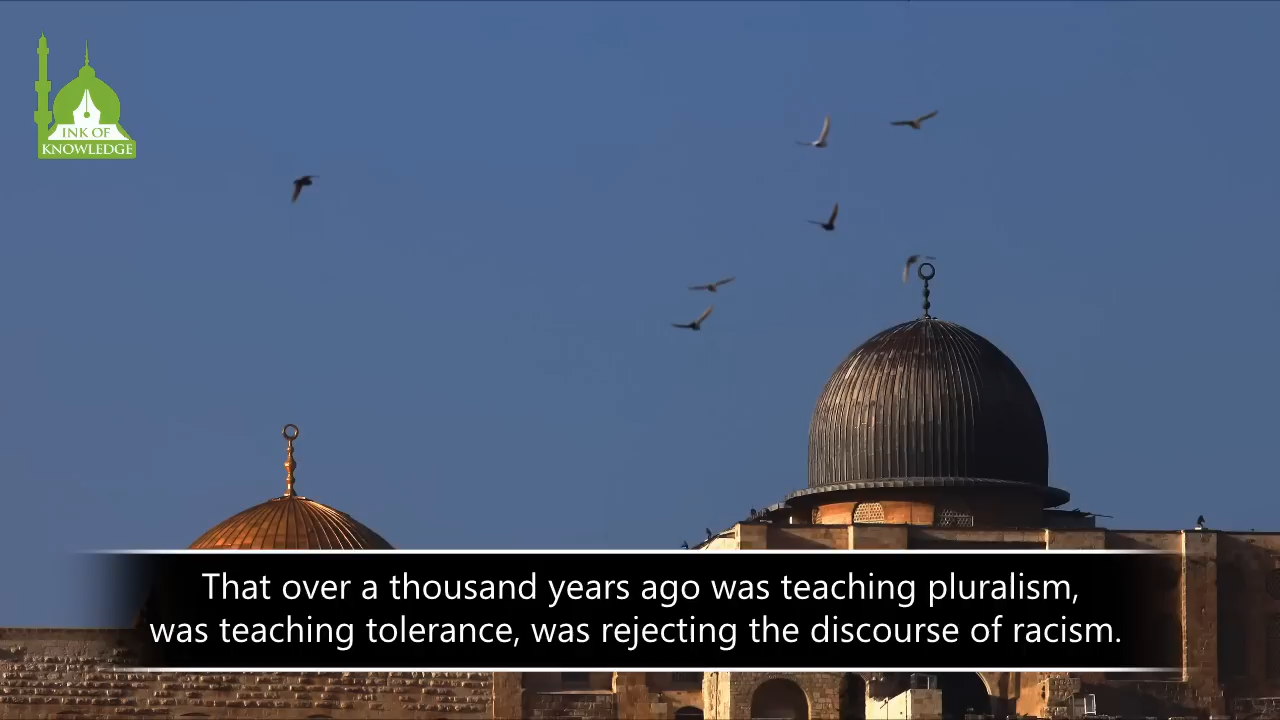 INK OF
KNOWLEDGE
That over a thousand years ago was teaching pluralism,
was teaching tolerance, was rejecting the discourse of racism.